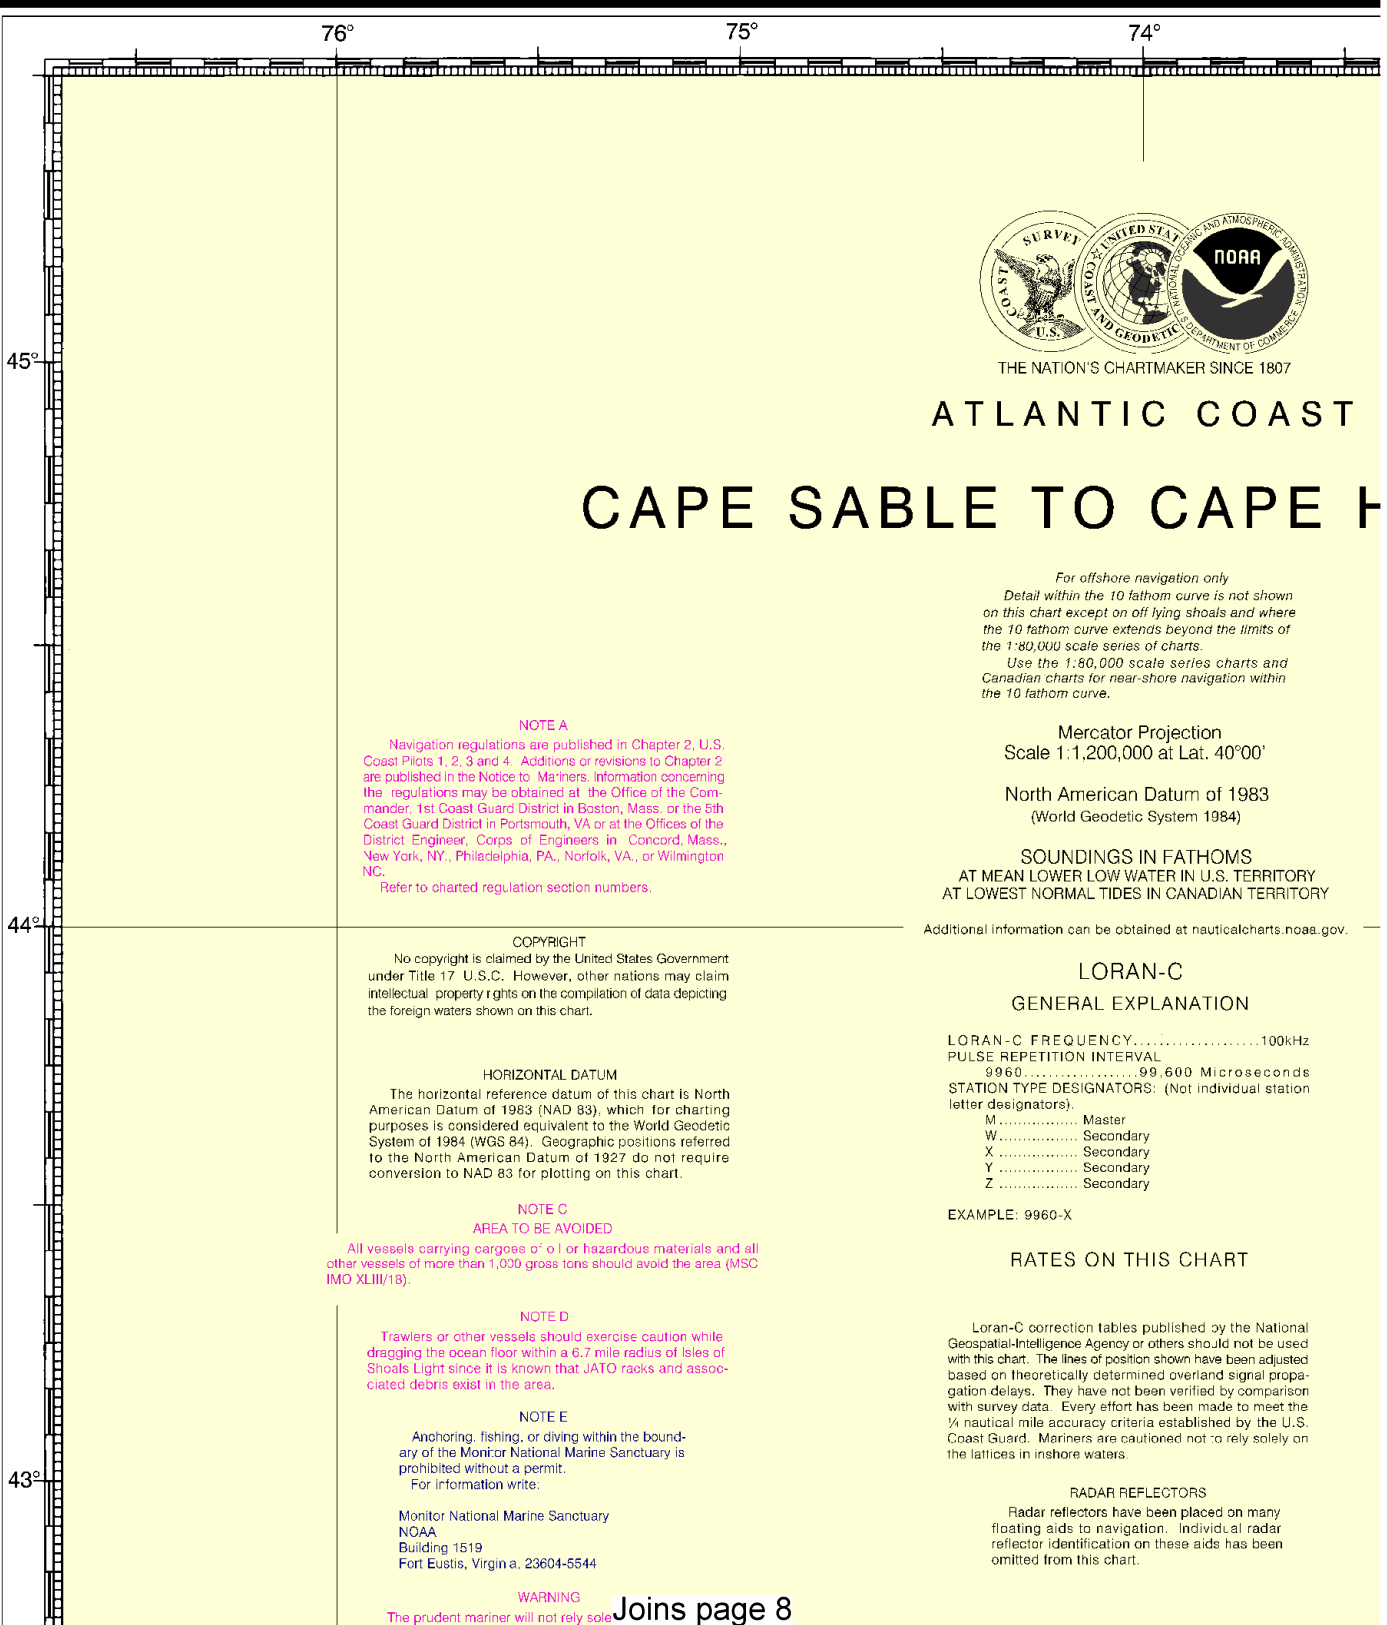 76°
75°
74°
SURVEY
COAST
U.S.
UNITED STAT
COAST
AND GEODETIC
NATIONAL OCEANIC AND ATMOSPHERIC ADMINISTRATION
U S DEPARTMENT OF COMMERCE
NOAA
THE NATION'S CHARTMAKER SINCE 1807
45°
ATLANTIC COAST
CAPE SABLE TO CAPE H
For offshore navigation only
Detail within the 10 fathom curve is not shown
on this chart except on off lying shoals and where
the 10 fathom curve extends beyond the limits of
the 1:80,000 scale series of charts.
Use the 1:80,000 scale series charts and
Canadian charts for near-shore navigation within
the 10 fathom curve.
Mercator Projection
Scale 1:1,200,000 at Lat. 40°00'
North American Datum of 1983
(World Geodetic System 1984)
SOUNDINGS IN FATHOMS
AT MEAN LOWER LOW WATER IN U.S. TERRITORY
AT LOWEST NORMAL TIDES IN CANADIAN TERRITORY
Additional information can be obtained at nauticalcharts.noaa.gov.
NOTE A
Navigation regulations are published in Chapter 2, U.S.
Coast Pilots 1, 2, 3 and 4. Additions or revisions to Chapter 2
are published in the Notice to Mariners. Information concerning
the regulations may be obtained at the Office of the Com-
mander, 1st Coast Guard District in Boston, Mass. or the 5th
Coast Guard District in Portsmouth, VA or at the Offices of the
District Engineer, Corps of Engineers in Concord, Mass.,
New York, NY., Philadelphia, PA., Norfolk, VA., or Wilmington
NC.
Refer to charted regulation section numbers.
44°
COPYRIGHT
No copyright is claimed by the United States Government
under Title 17 U.S.C. However, other nations may claim
intellectual property rights on the compilation of data depicting
the foreign waters shown on this chart.
HORIZONTAL DATUM
The horizontal reference datum of this chart is North
American Datum of 1983 (NAD 83), which for charting
purposes is considered equivalent to the World Geodetic
System of 1984 (WGS 84). Geographic positions referred
to the North American Datum of 1927 do not require
conversion to NAD 83 for plotting on this chart.
NOTE C
AREA TO BE AVOIDED
All vessels carrying cargoes of oil or hazardous materials and all
other vessels of more than 1,000 gross tons should avoid the area (MSC
IMO XLIII/18).
NOTE D
Trawlers or other vessels should exercise caution while
dragging the ocean floor within a 6.7 mile radius of Isles of
Shoals Light since it is known that JATO racks and assoc-
ciated debris exist in the area.
NOTE E
Anchoring, fishing, or diving within the bound-
ary of the Monitor National Marine Sanctuary is
prohibited without a permit.
For information write:
Monitor National Marine Sanctuary
NOAA
Building 1519
Fort Eustis, Virginia, 23604-5544
WARNING
The prudent mariner will not rely sole
LORAN-C
GENERAL EXPLANATION
LORAN-C FREQUENCY....................100kHz
PULSE REPETITION INTERVAL
9960..................99,600 Microseconds
STATION TYPE DESIGNATORS: (Not individual station
letter designators).
M................ Master
W................ Secondary
X................ Secondary
Y................ Secondary
Z................ Secondary
EXAMPLE: 9960-X
RATES ON THIS CHART
Loran-C correction tables published by the National
Geospatial-Intelligence Agency or others should not be used
with this chart. The lines of position shown have been adjusted
based on theoretically determined overland signal propa-
gation delays. They have not been verified by comparison
with survey data. Every effort has been made to meet the
¼ nautical mile accuracy criteria established by the U.S.
Coast Guard. Mariners are cautioned not to rely solely on
the lattices in inshore waters.
43°
RADAR REFLECTORS
Radar reflectors have been placed on many
floating aids to navigation. Individual radar
reflector identification on these aids has been
omitted from this chart.
Joins page 8